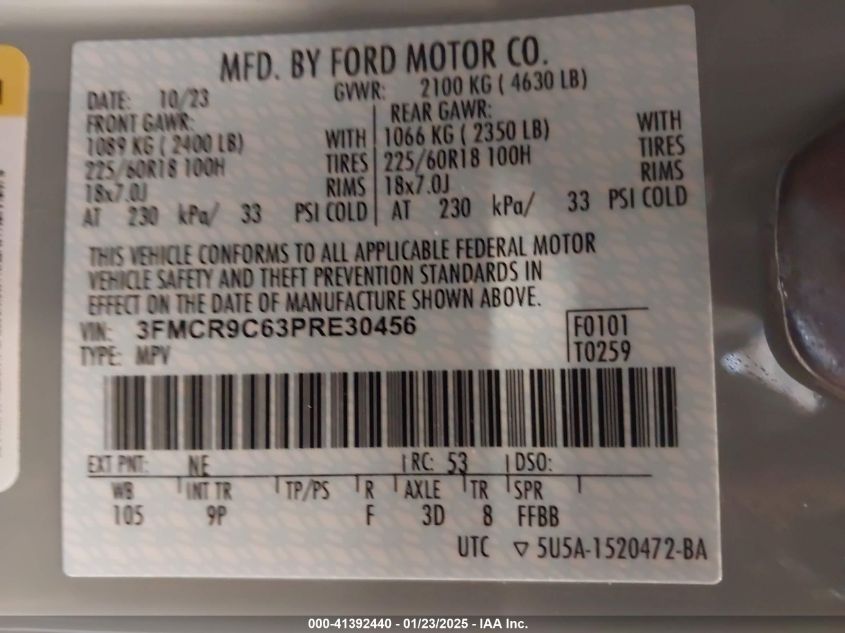 MFD. BY FORD MOTOR CO.
DATE: 10/23 GVWR: 2100 KG ( 4630 LB)
FRONT GAWR: REAR GAWR:
1089 KG ( 2400 LB) WITH 1066 KG ( 2350 LB) WITH
225/60R18 100H TIRES 225/60R18 100H TIRES
18x7.0J RIMS 18x7.0J RIMS
AT 230 kPa/ 33 PSI COLD AT 230 kPa/ 33 PSI COLD
THIS VEHICLE CONFORMS TO ALL APPLICABLE FEDERAL MOTOR
VEHICLE SAFETY AND THEFT PREVENTION STANDARDS IN
EFFECT ON THE DATE OF MANUFACTURE SHOWN ABOVE.
VIN: 3FMCR9C63PRE30456 F0101
TYPE: MPV T0259
EXT PNT: NE RC: 53 DSO:
WB INT TR TP/PS R AXLE TR SPR
105 9P F 3D 8 FFBB
UTC ▽ 5U5A-1520472-BA
000-41392440 - 01/23/2025 - IAA Inc.